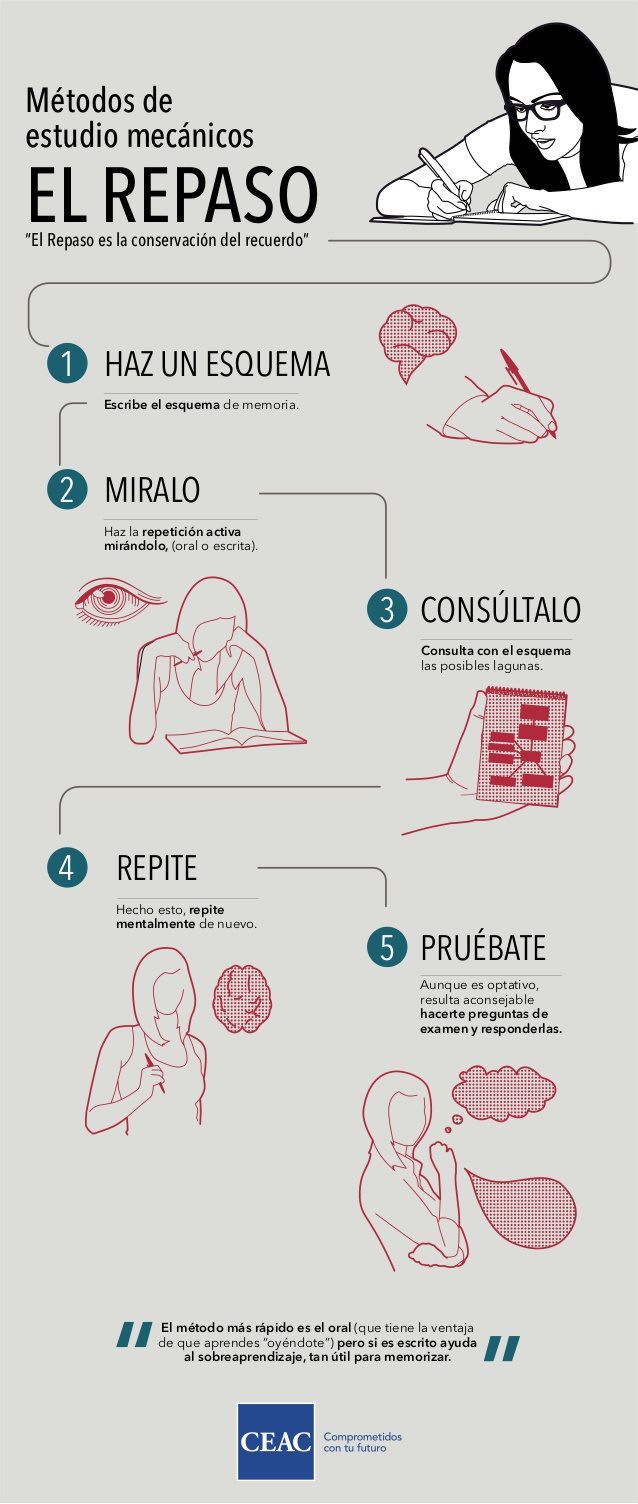 Métodos de
estudio mecánicos
EL REPASO
“El Repaso es la conservación del recuerdo”
1 HAZ UN ESQUEMA
Escribe el esquema de memoria.
2 MIRALO
Haz la repetición activa
mirándolo, (oral o escrita).
3 CONSÚLTALO
Consulta con el esquema
las posibles lagunas.
4 REPITE
Hecho esto, repite
mentalmente de nuevo.
5 PRUÉBATE
Aunque es optativo,
resulta aconsejable
hacerte preguntas de
examen y responderlas.
" El método más rápido es el oral (que tiene la ventaja
de que aprendes “oyéndote”) pero si es escrito ayuda
al sobreaprendizaje, tan útil para memorizar. "
CEAC Comprometidos
con tu futuro